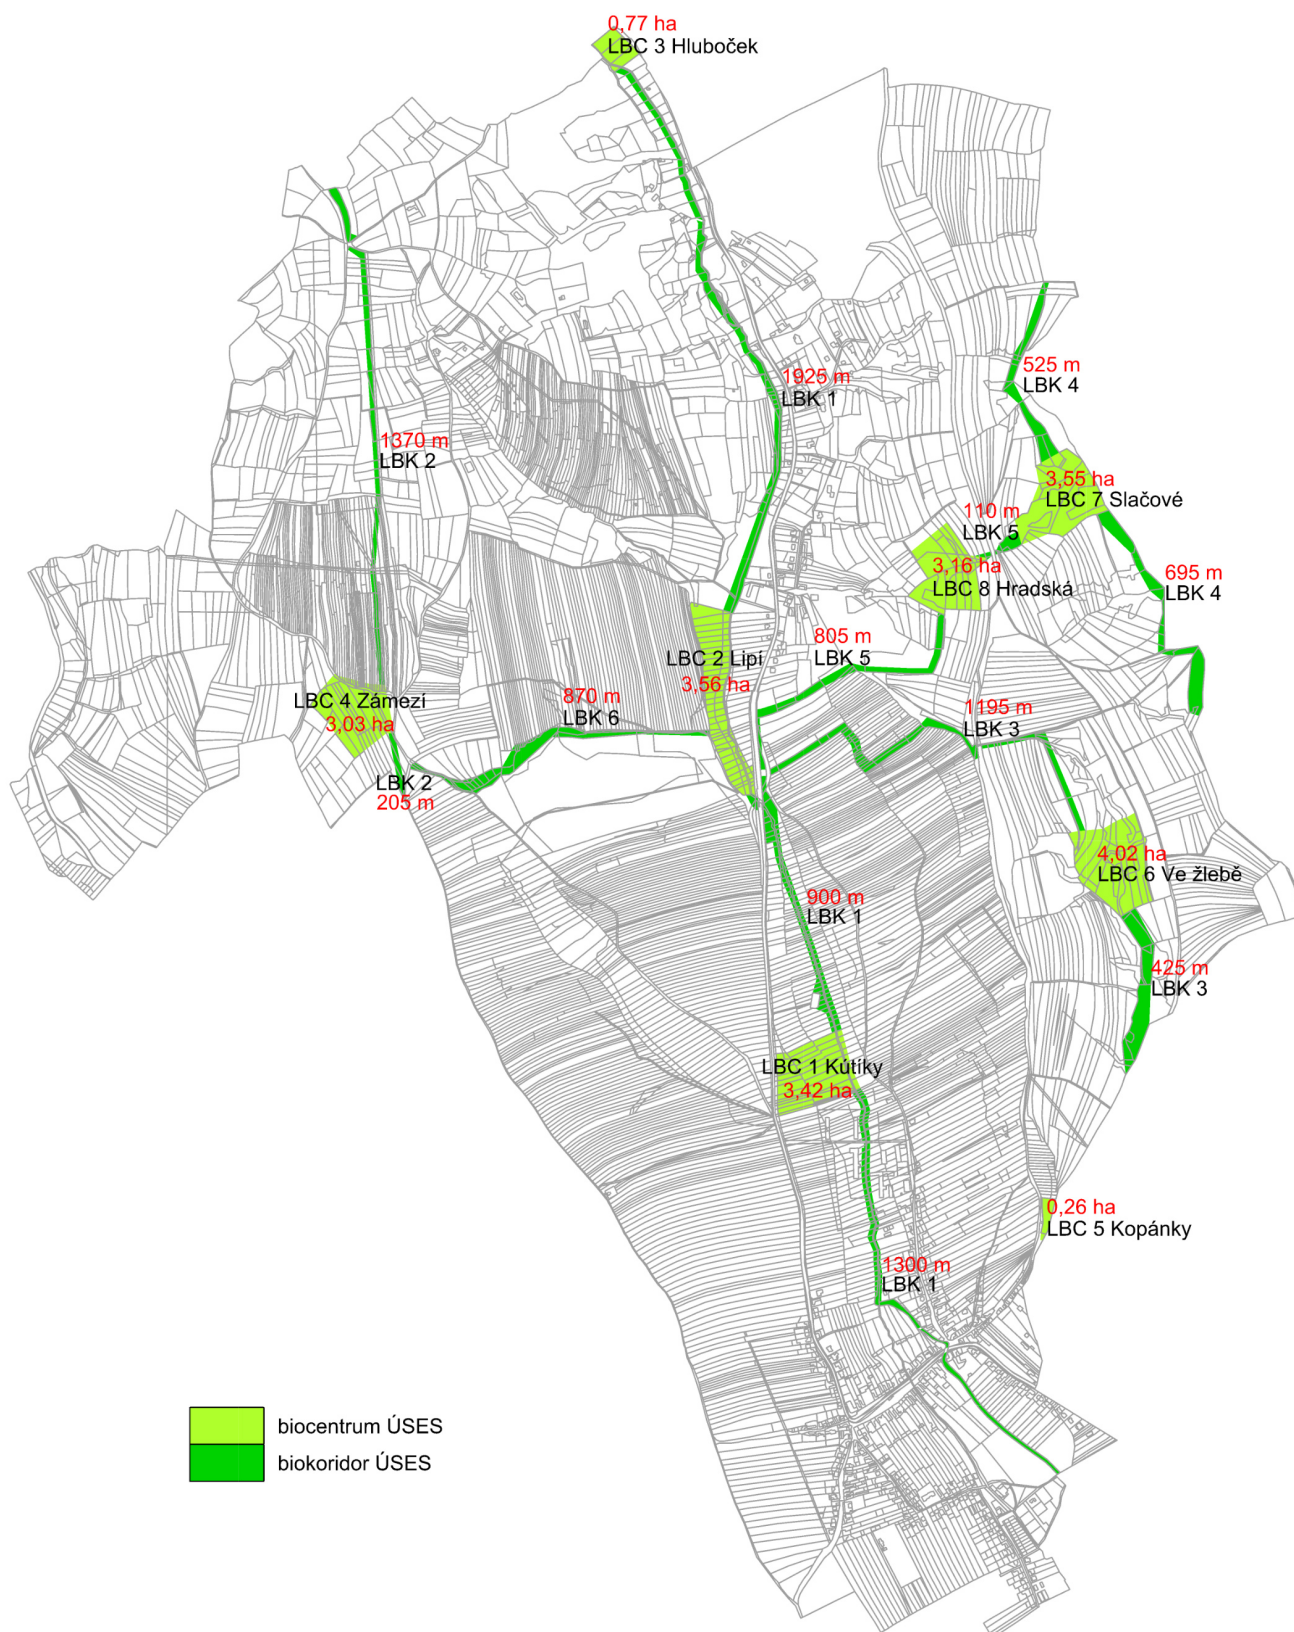 0,77 ha
LBC 3 Hluboček
1925 m
LBK 1
525 m
LBK 4
1370 m
LBK 2
3,55 ha
LBC 7 Slačové
110 m
LBK 5
3,16 ha
LBC 8 Hradská
695 m
LBK 4
805 m
LBK 5
LBC 2 Lipí
3,56 ha
LBC 4 Zámezí
3,03 ha
870 m
LBK 6
1195 m
LBK 3
LBK 2
205 m
4,02 ha
LBC 6 Ve žlebě
900 m
LBK 1
425 m
LBK 3
LBC 1 Kútíky
3,42 ha
0,26 ha
LBC 5 Kopánky
1300 m
LBK 1
biocentrum ÚSES
biokoridor ÚSES